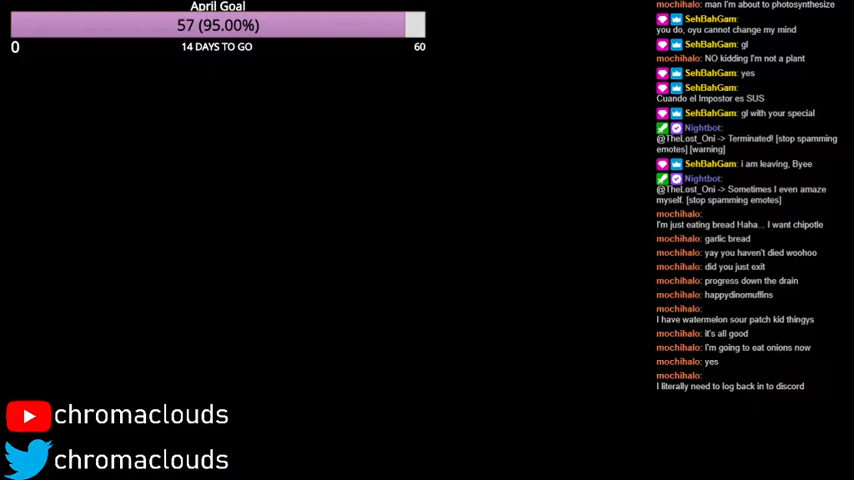 April Goal
57 (95.00%)
0
14 DAYS TO GO
60
mochihalo: man I'm about to photosynthesize
SehBahGam:
you do, oyu cannot change my mind
SehBahGam: gl
mochihalo: NO kidding I'm not a plant
SehBahGam: yes
SehBahGam:
Cuando el Impostor es SUS
SehBahGam: gl with your special
Nightbot:
@TheLost_Oni -> Terminated! [stop spamming
emotes] [warning]
SehBahGam: i am leaving, Byee
Nightbot:
@TheLost_Oni -> Sometimes I even amaze
myself. [stop spamming emotes]
mochihalo:
I'm just eating bread Haha... I want chipotle
mochihalo: garlic bread
mochihalo: yay you haven't died woohoo
mochihalo: did you just exit
mochihalo: progress down the drain
mochihalo: happydinomuffins
mochihalo:
I have watermelon sour patch kid thingys
mochihalo: it's all good
mochihalo: I'm going to eat onions now
mochihalo: yes
mochihalo:
I literally need to log back in to discord
chromaclouds
chromaclouds